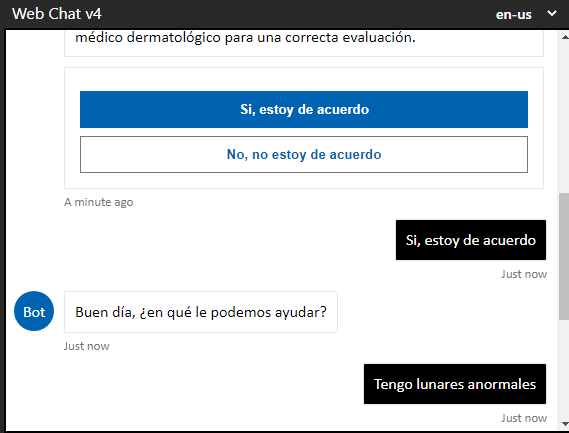 Web Chat v4
en-us
médico dermatológico para una correcta evaluación.
Si, estoy de acuerdo
No, no estoy de acuerdo
A minute ago
Si, estoy de acuerdo
Just now
Bot
Buen día, ¿en qué le podemos ayudar?
Just now
Tengo lunares anormales
Just now